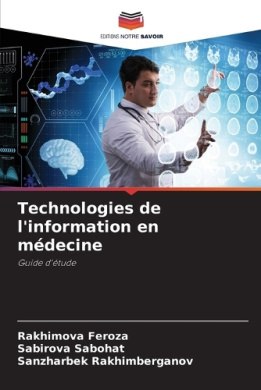 EDITIONS NOTRE SAVOIR
Technologies de
l'information en
médecine
Guide d'étude
Rakhimova Feroza
Sabirova Sabohat
Sanzharbek Rakhimberganov